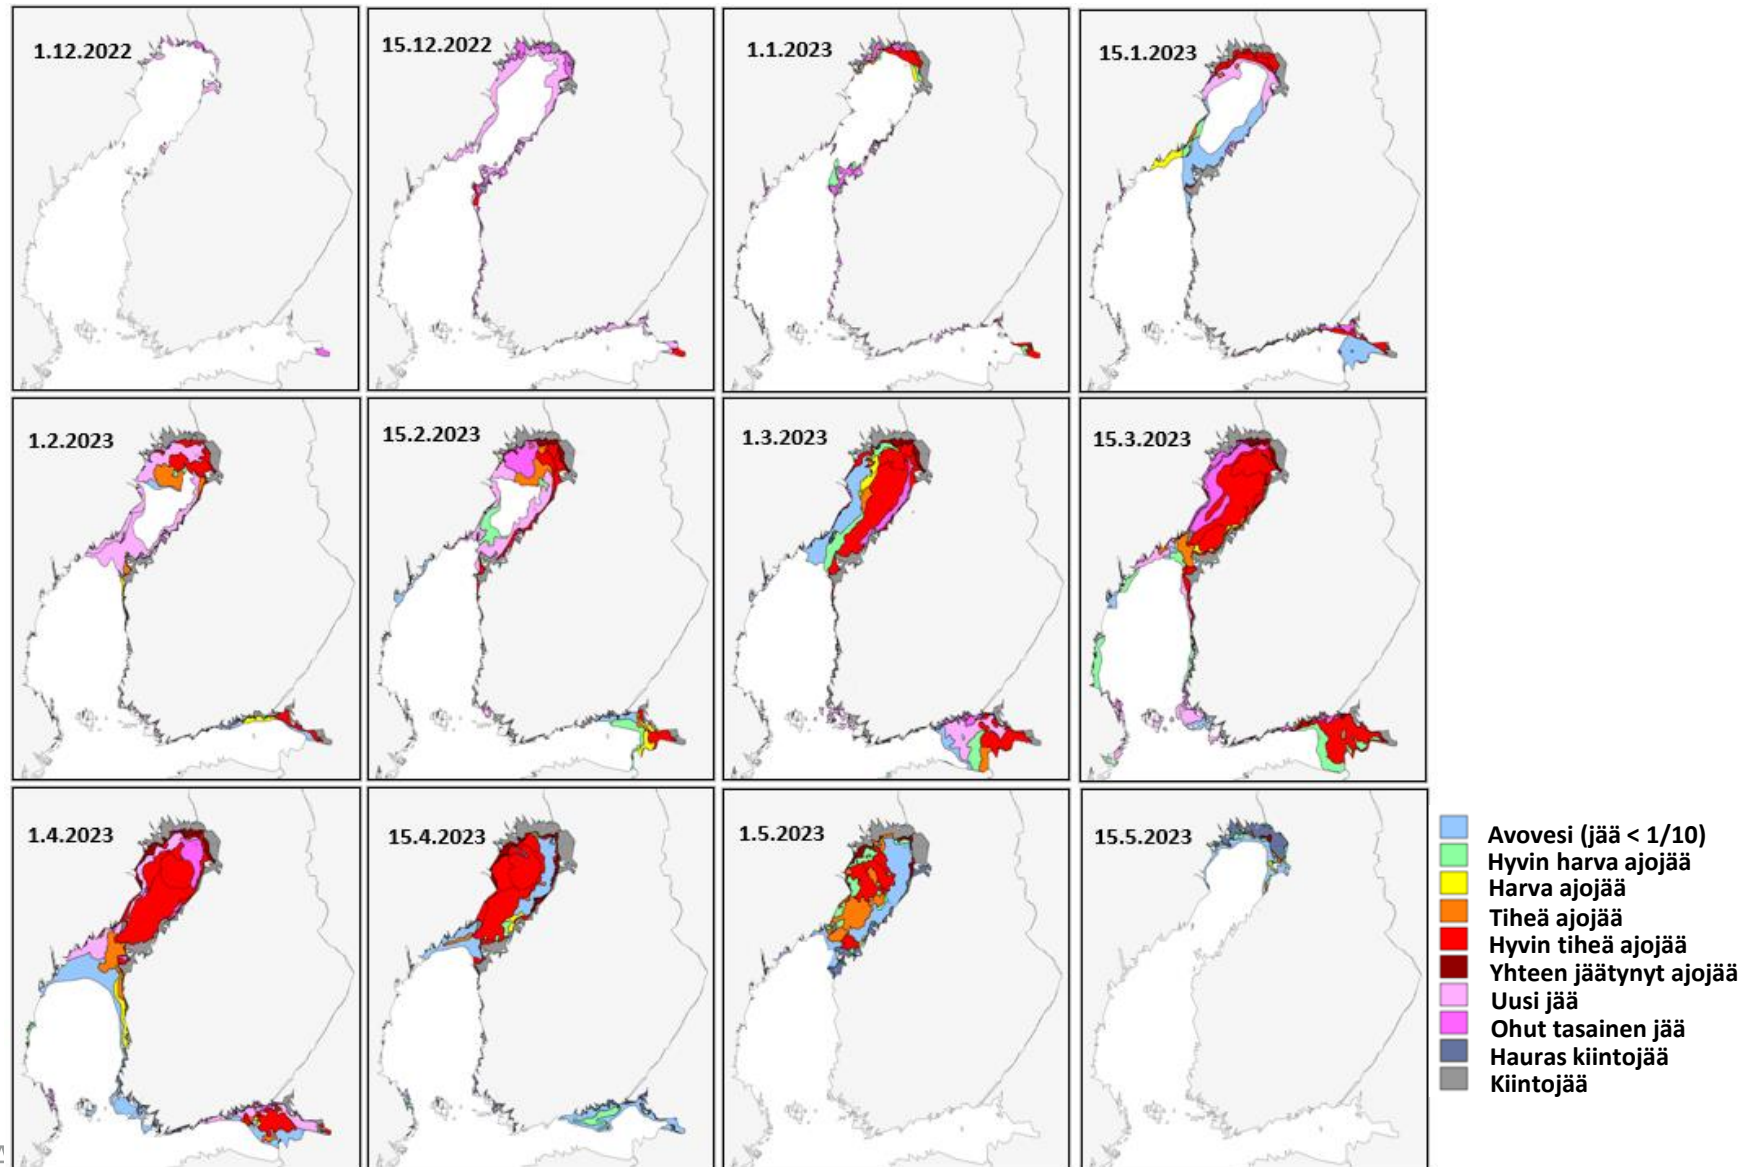 1.12.2022
15.12.2022
1.1.2023
15.1.2023
1.2.2023
15.2.2023
1.3.2023
15.3.2023
1.4.2023
15.4.2023
1.5.2023
15.5.2023
Avovesi (jää < 1/10)
Hyvin harva ajojää
Harva ajojää
Tiheä ajojää
Hyvin tiheä ajojää
Yhteen jäätynyt ajojää
Uusi jää
Ohut tasainen jää
Hauras kiintojää
Kiintojää